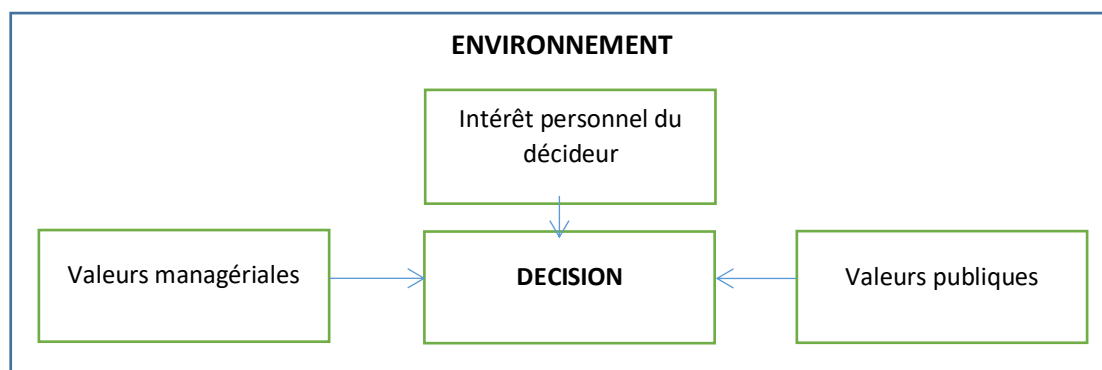 ENVIRONNEMENT
Intérêt personnel du
décideur
Valeurs managériales
DECISION
Valeurs publiques